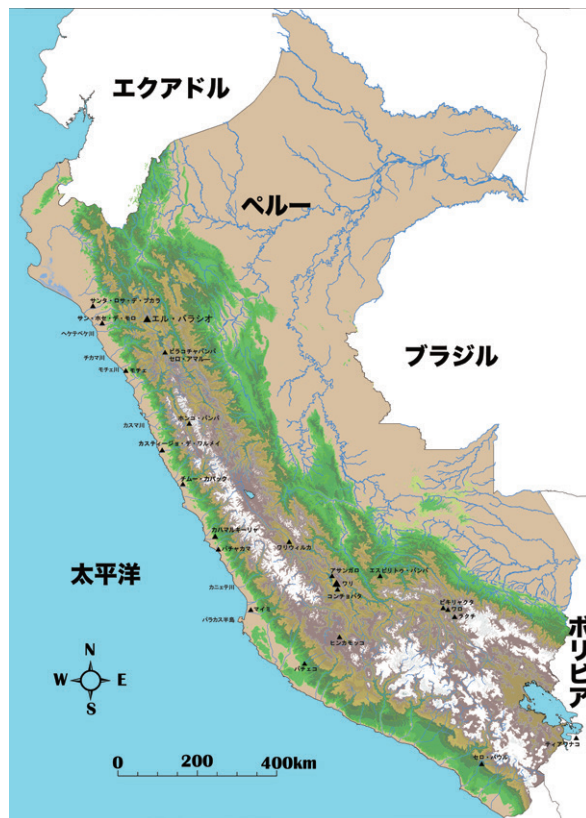 エクアドル
ペルー
サンタ・ロサ・デ・プカラ
エル・パラシオ
サン・ホセ・デ・モロ
ヘケテペケ川
ブラジル
ビラコチャパンパ
セロ・アマルー
チカマ川
モチェ川
モチェ
ホンコ・パンパ
カスマ川
カスティージョ・デ・ワルメイ
チムー・カパック
カハマルキーリャ
ワリウィルカ
パチャカマ
太平洋
アサンガロ
エスピリトゥ・パンパ
ワリ
コンチョパタ
カニェテ川
ピキリャクタ
マイミ
ワロ
ラクチ
パラカス半島
ボリビア
ヒンカモッコ
N
W
E
S
パチェコ
ティアワナコ
セロ・バウル
0
200
400km